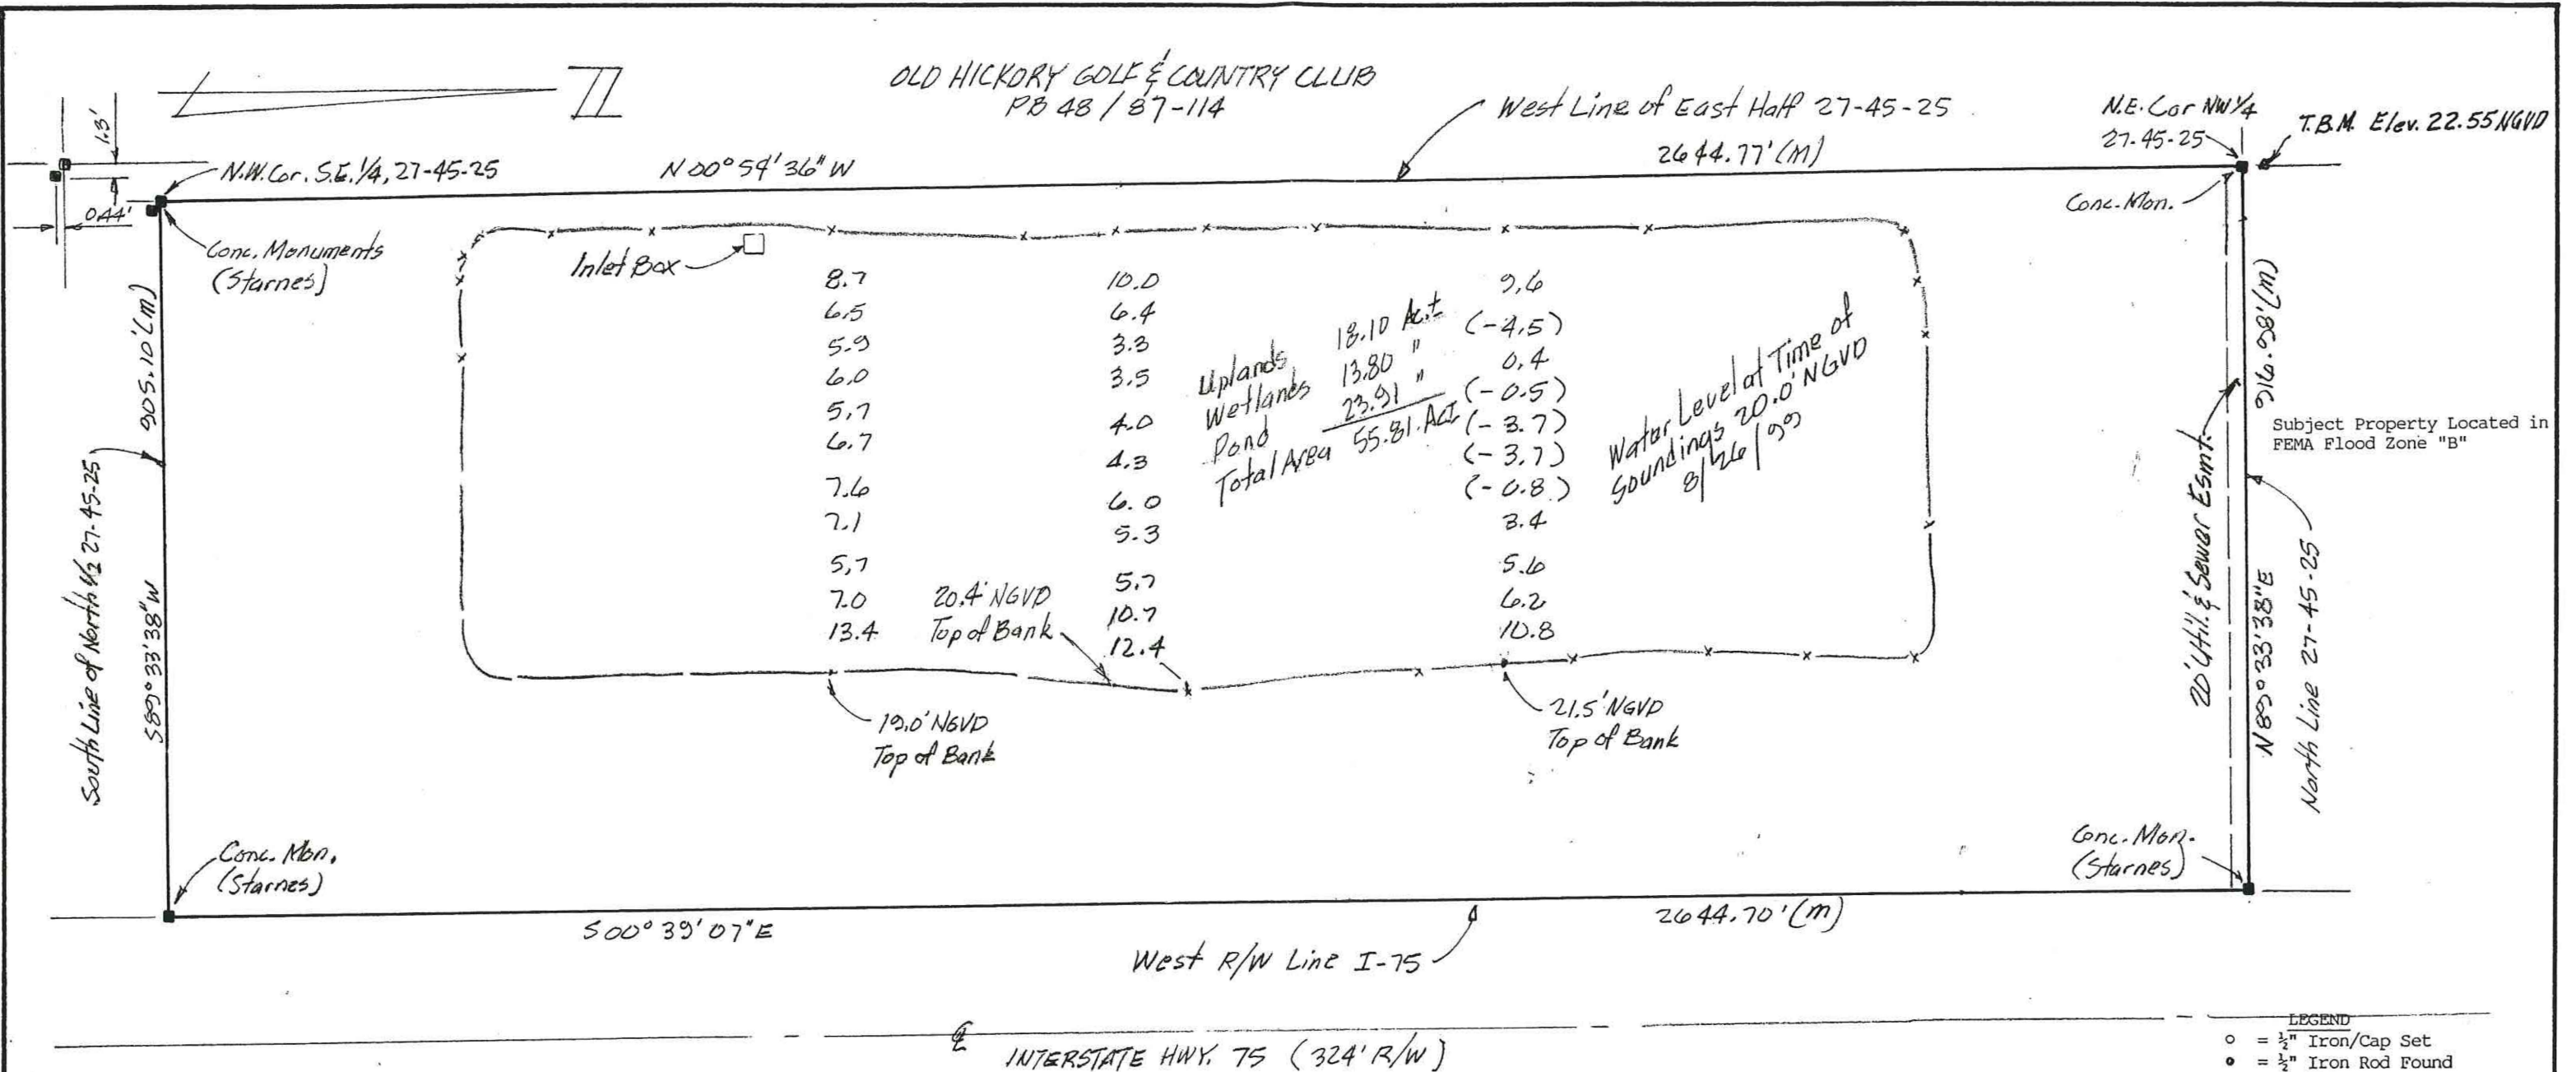 OLD HICKORY GOLF & COUNTRY CLUB
PB 48 / 87-114
West Line of East Half 27-45-25
N.E. Cor NW 1/4
27-45-25
T.B.M. Elev. 22.55 NGVD
1.3'
0.44'
N.W. Cor. S.E. 1/4, 27-45-25
N 00° 54' 36" W
2644.77' (M)
Conc. Monuments
(Starnes)
Conc. Mon.
Inlet Box
905.10' (M)
S 89° 33' 38" W
South Line of North 1/2 27-45-25
8.7
6.5
5.9
6.0
5.7
6.7
7.6
7.1
5.7
7.0
13.4
10.0
6.4
3.3
3.5
4.0
4.3
6.0
5.3
5.7
10.7
12.4
Uplands 18.10 Ac.±
Wetlands 13.80 "
Pond 23.91 "
Total Area 55.81 Ac±
9.6
(-4.5)
0.4
(-0.5)
(-3.7)
(-3.7)
(-0.8)
3.4
5.6
6.2
10.8
Water Level at Time of
Soundings 20.0' NGVD
8/26/99
20.4' NGVD
Top of Bank
19.0' NGVD
Top of Bank
21.5' NGVD
Top of Bank
20' Util. & Sewer Esmt.
916.98' (M)
N 89° 33' 38" E
North Line 27-45-25
Subject Property Located in
FEMA Flood Zone "B"
Conc. Mon.
(Starnes)
Conc. Mon.
(Starnes)
S 00° 39' 07" E
2644.70' (M)
West R/W Line I-75
℄
INTERSTATE HWY. 75 (324' R/W)
LEGEND
○ = ½" Iron/Cap Set
● = ½" Iron Rod Found